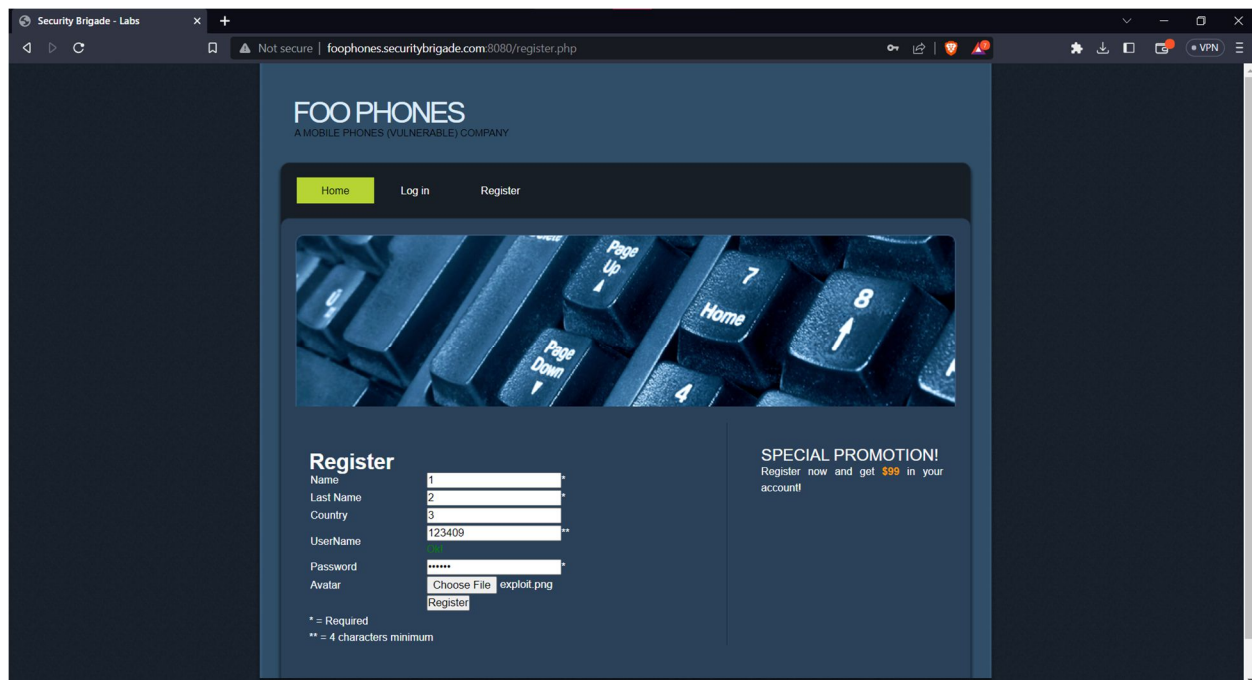 Security Brigade - Labs
Not secure | foophones.securitybrigade.com:8080/register.php
VPN
FOO PHONES
A MOBILE PHONES (VULNERABLE) COMPANY
Home Log in Register
Page Up
7 Home
8
Page Down
4
Register
Name 1 *
Last Name 2 *
Country 3
UserName 123409 **
Ok!
Password •••••• *
Avatar Choose File exploit.png
Register
* = Required
** = 4 characters minimum
SPECIAL PROMOTION!
Register now and get $99 in your
account!